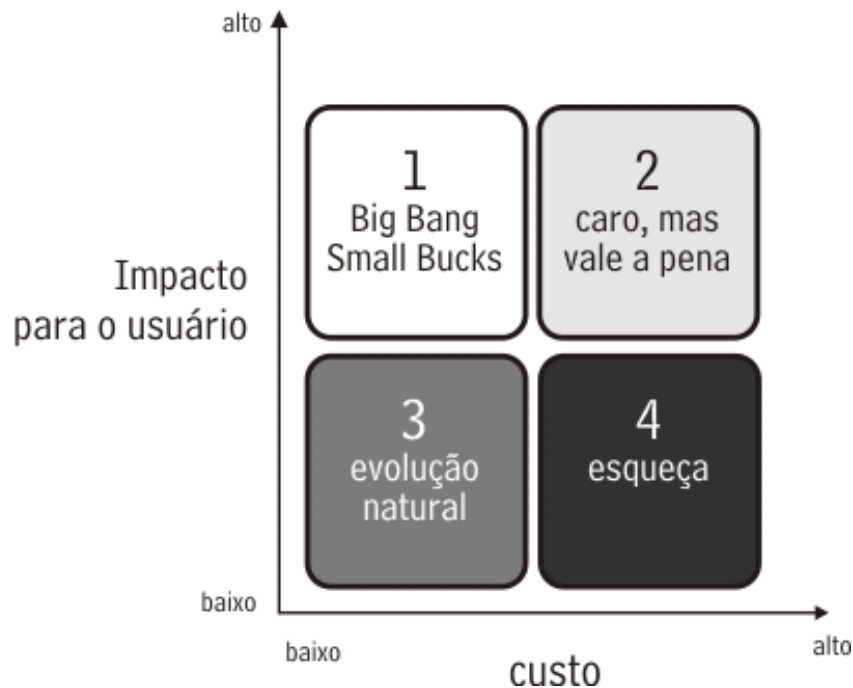 alto
1
Big Bang
Small Bucks
2
caro, mas
vale a pena
Impacto
para o usuário
3
evolução
natural
4
esqueça
baixo
baixo
custo
alto